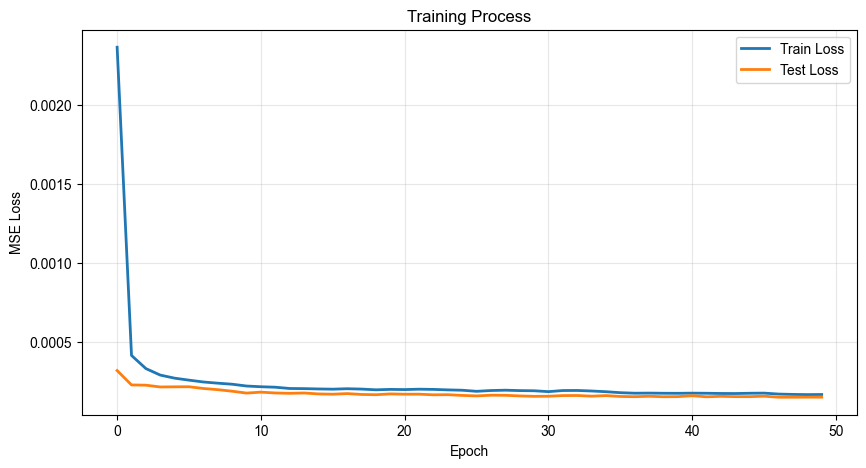 Training Process
Train Loss
Test Loss
0.0020
0.0015
0.0010
0.0005
MSE Loss
0
10
20
30
40
50
Epoch